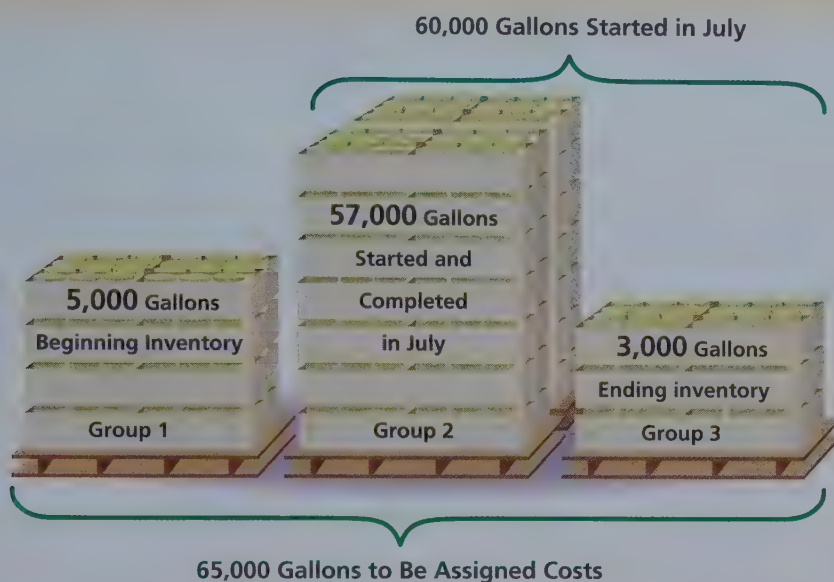 60,000 Gallons Started in July
57,000 Gallons
Started and
Completed
in July
Group 2
5,000 Gallons
Beginning Inventory
Group 1
3,000 Gallons
Ending inventory
Group 3
65,000 Gallons to Be Assigned Costs